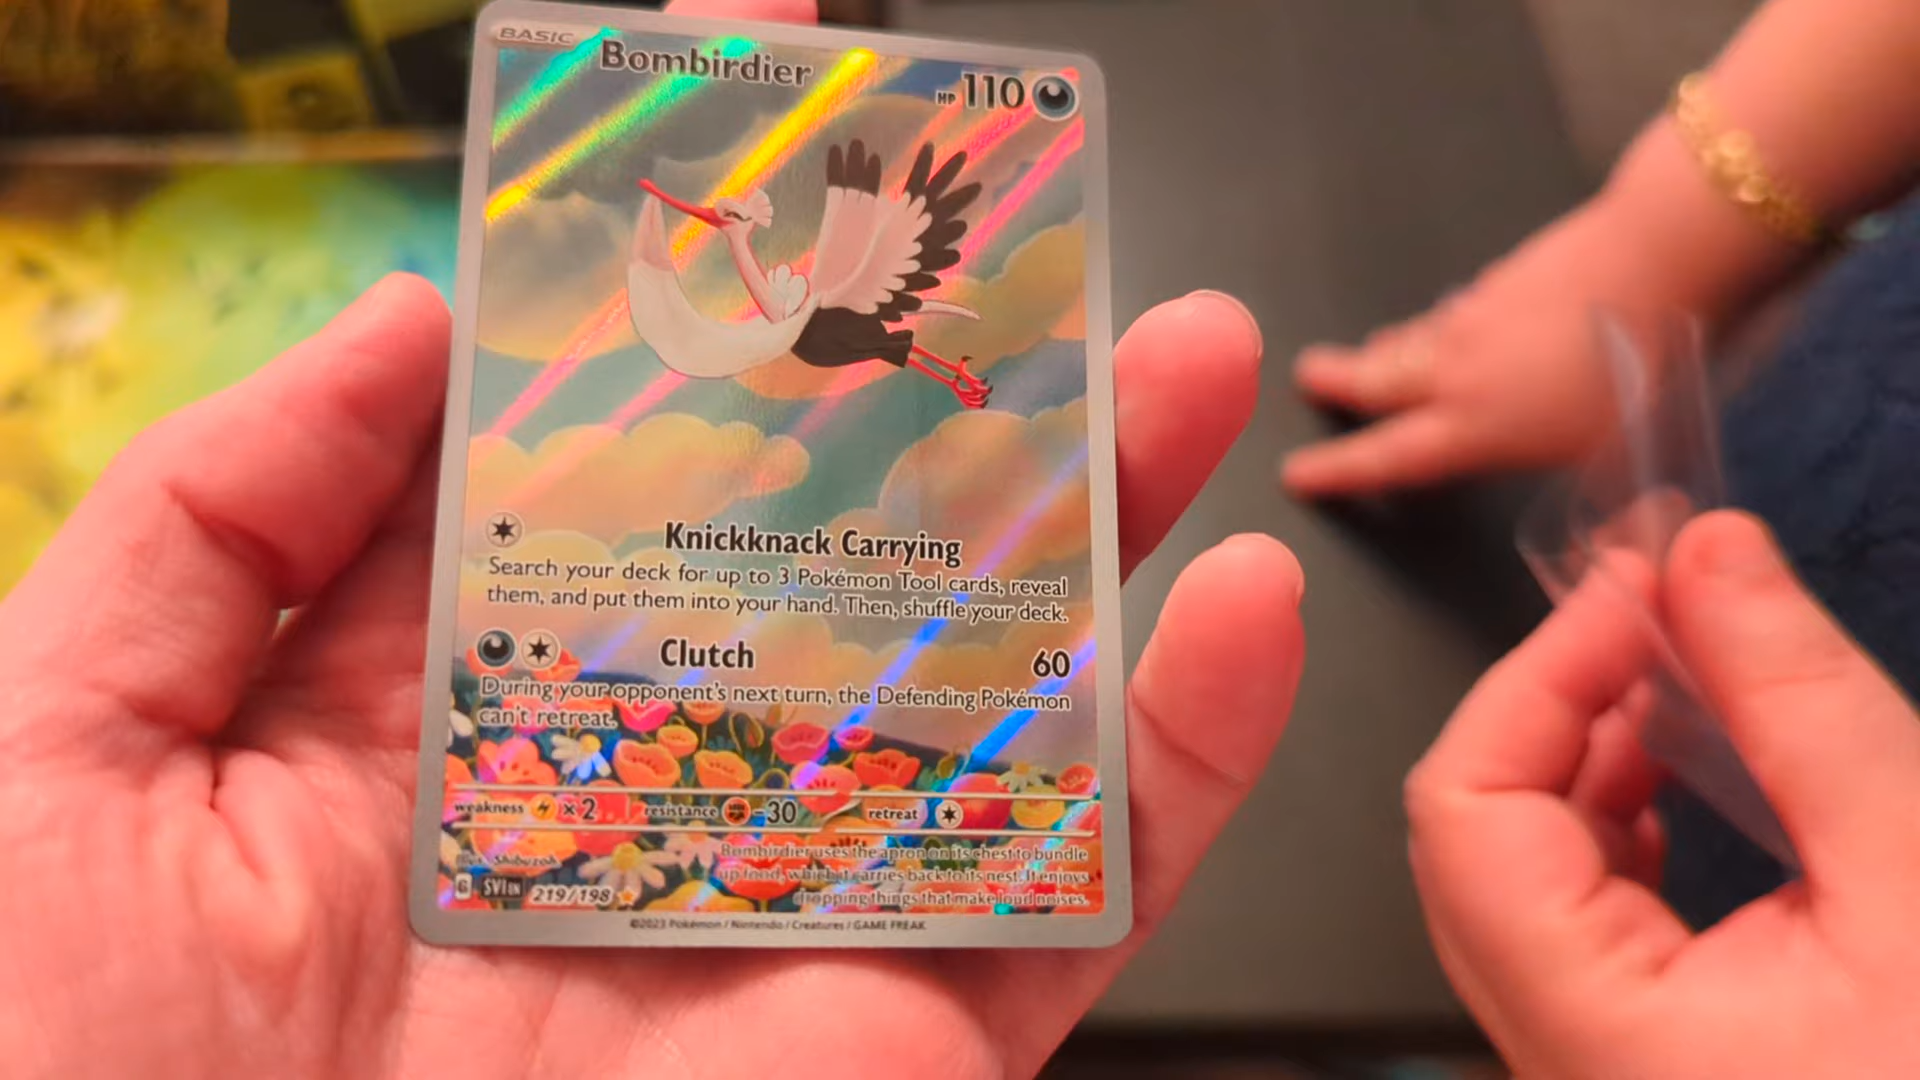 BASIC Bombirdier HP 110
Knickknack Carrying
Search your deck for up to 3 Pokémon Tool cards, reveal
them, and put them into your hand. Then, shuffle your deck.
Clutch 60
During your opponent's next turn, the Defending Pokémon
can't retreat.
weakness ×2 resistance -30 retreat
Bombirdier uses the apron on its chest to bundle
Illus. Shibuzoh up food, which it carries back to its nest. It enjoys
G SVI EN 219/198 dropping things that make loud noises.
©2023 Pokémon / Nintendo / Creatures / GAME FREAK